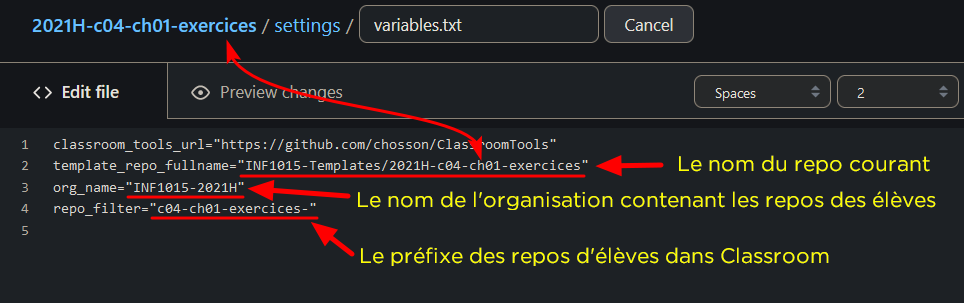 2021H-c04-ch01-exercices / settings / variables.txt Cancel
Edit file Preview changes Spaces 2
1 classroom_tools_url="https://github.com/chosson/ClassroomTools"
2 template_repo_fullname="INF1015-Templates/2021H-c04-ch01-exercices" Le nom du repo courant
3 org_name="INF1015-2021H" Le nom de l'organisation contenant les repos des élèves
4 repo_filter="c04-ch01-exercices-"
5
Le préfixe des repos d'élèves dans Classroom